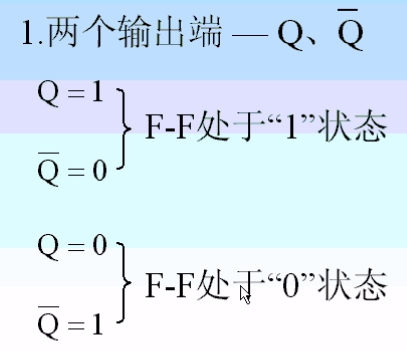 1.两个输出端 — Q、Q̅
Q = 1
F-F处于“1”状态
Q̅ = 0
Q = 0
F-F处于“0”状态
Q̅ = 1